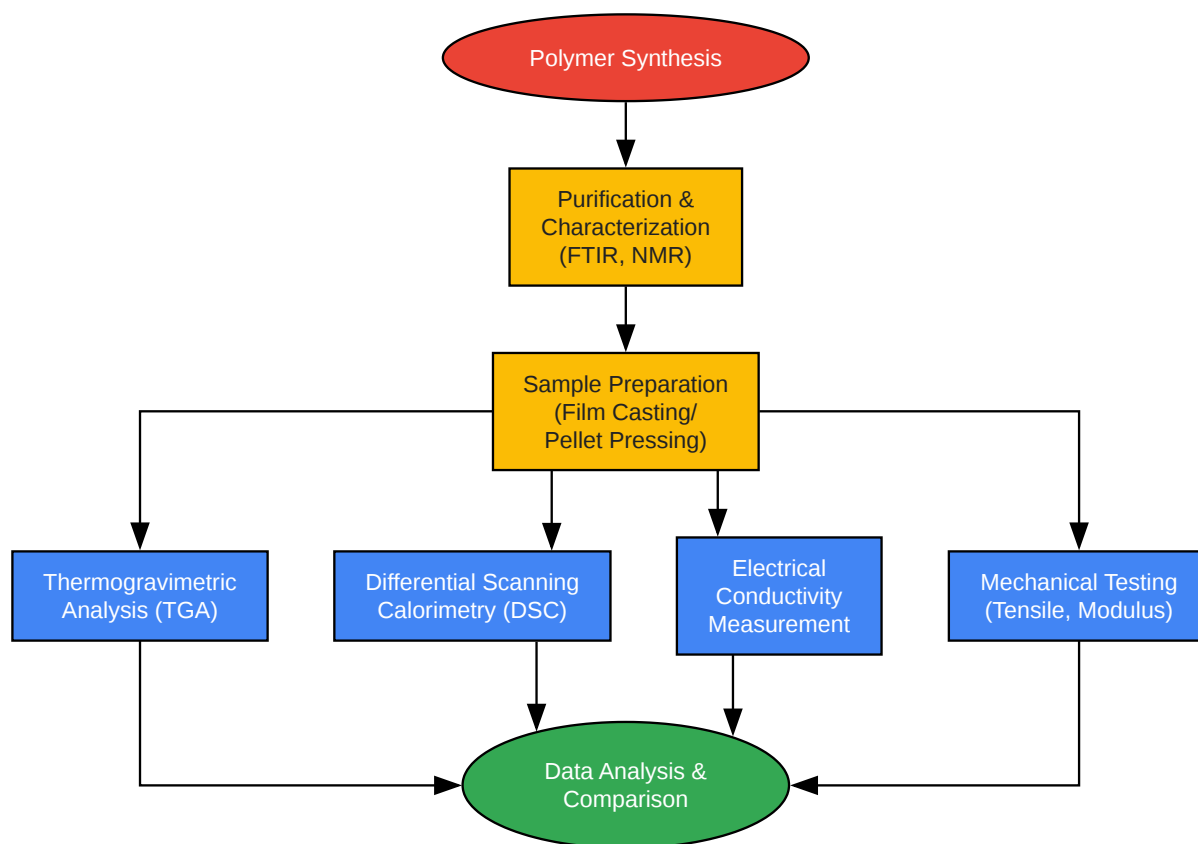 Polymer Synthesis
Purification &
Characterization
(FTIR, NMR)
Sample Preparation
(Film Casting/
Pellet Pressing)
Thermogravimetric
Analysis (TGA)
Differential Scanning
Calorimetry (DSC)
Electrical
Conductivity
Measurement
Mechanical Testing
(Tensile, Modulus)
Data Analysis &
Comparison